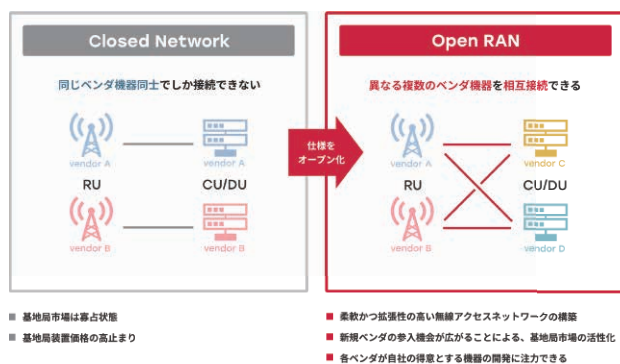 Closed Network
同じベンダ機器同士でしか接続できない
vendor A
vendor A
RU
CU/DU
vendor B
vendor B
基地局市場は寡占状態
基地局装置価格の高止まり
仕様を
オープン化
Open RAN
異なる複数のベンダ機器を相互接続できる
vendor A
vendor C
RU
CU/DU
vendor B
vendor D
柔軟かつ拡張性の高い無線アクセスネットワークの構築
新規ベンダの参入機会が広がることによる、基地局市場の活性化
各ベンダが自社の得意とする機器の開発に注力できる